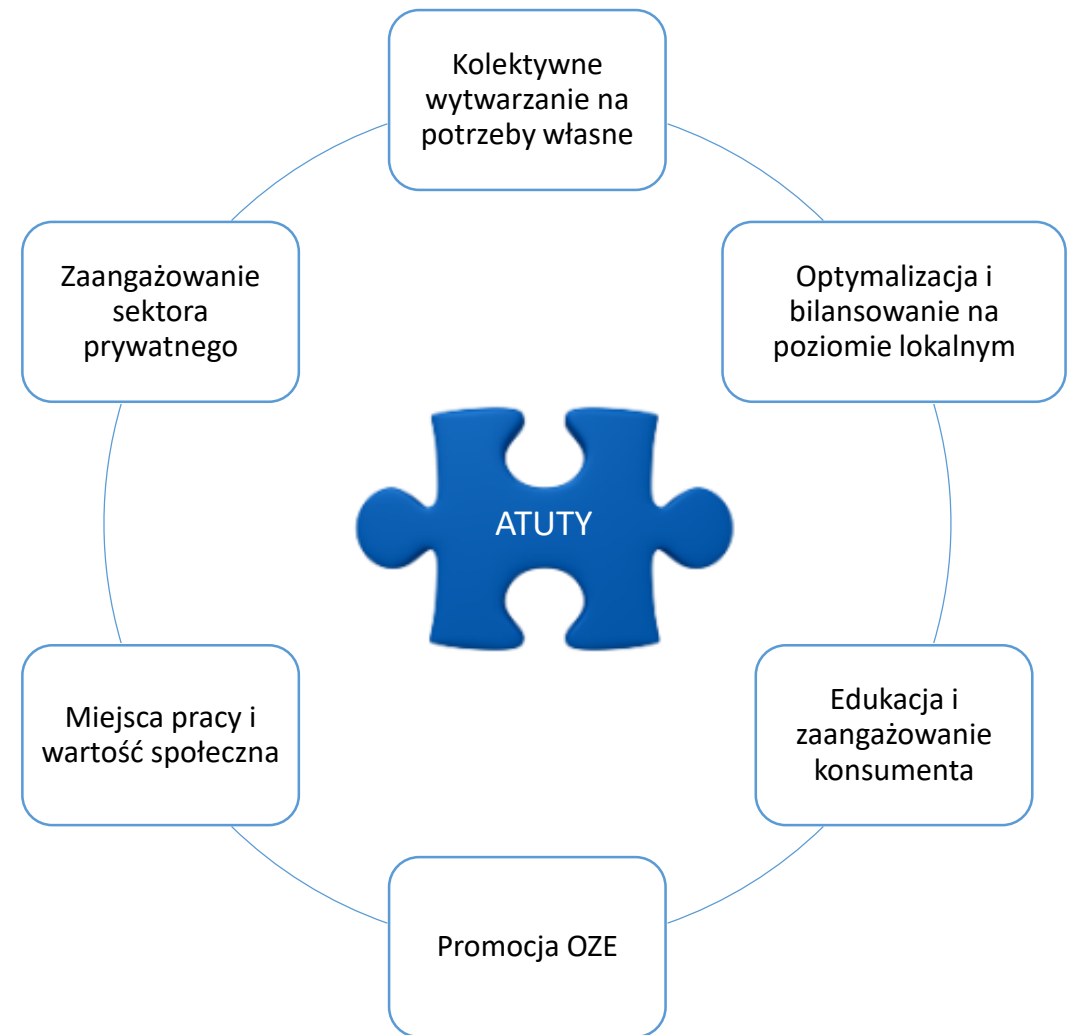 Kolektywne
wytwarzanie na
potrzeby własne
Optymalizacja i
bilansowanie na
poziomie lokalnym
Edukacja i
zaangażowanie
konsumenta
Promocja OZE
Miejsca pracy i
wartość społeczna
Zaangażowanie
sektora
prywatnego
ATUTY